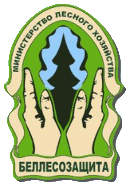 МИНИСТЕРСТВО ЛЕСНОГО ХОЗЯЙСТВА
БЕЛЛЕСОЗАЩИТА